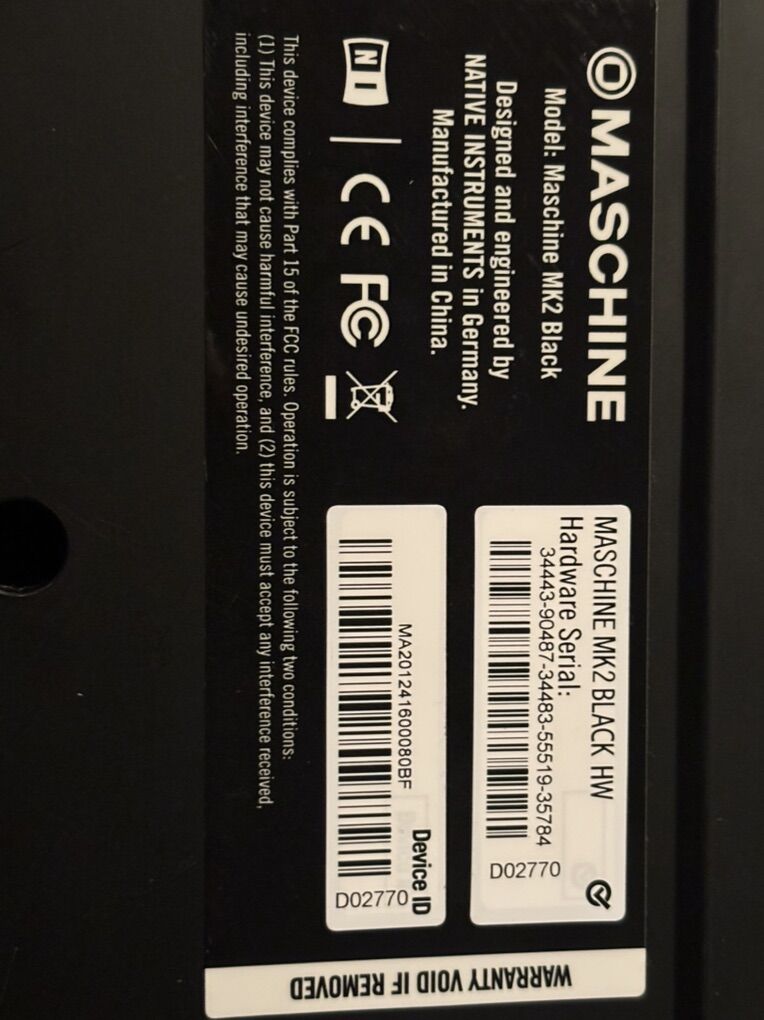 MASCHINE
Model: Maschine MK2 Black
Designed and engineered by
NATIVE INSTRUMENTS in Germany.
Manufactured in China.
NI
CE FC
This device complies with Part 15 of the FCC rules. Operation is subject to the following two conditions:
(1) This device may not cause harmful interference, and (2) this device must accept any interference received,
including interference that may cause undesired operation.
MASCHINE MK2 BLACK HW
Hardware Serial:
34443-90487-34483-55519-35784
D02770
Device ID
MA201241600080BF
D02770
WARRANTY VOID IF REMOVED